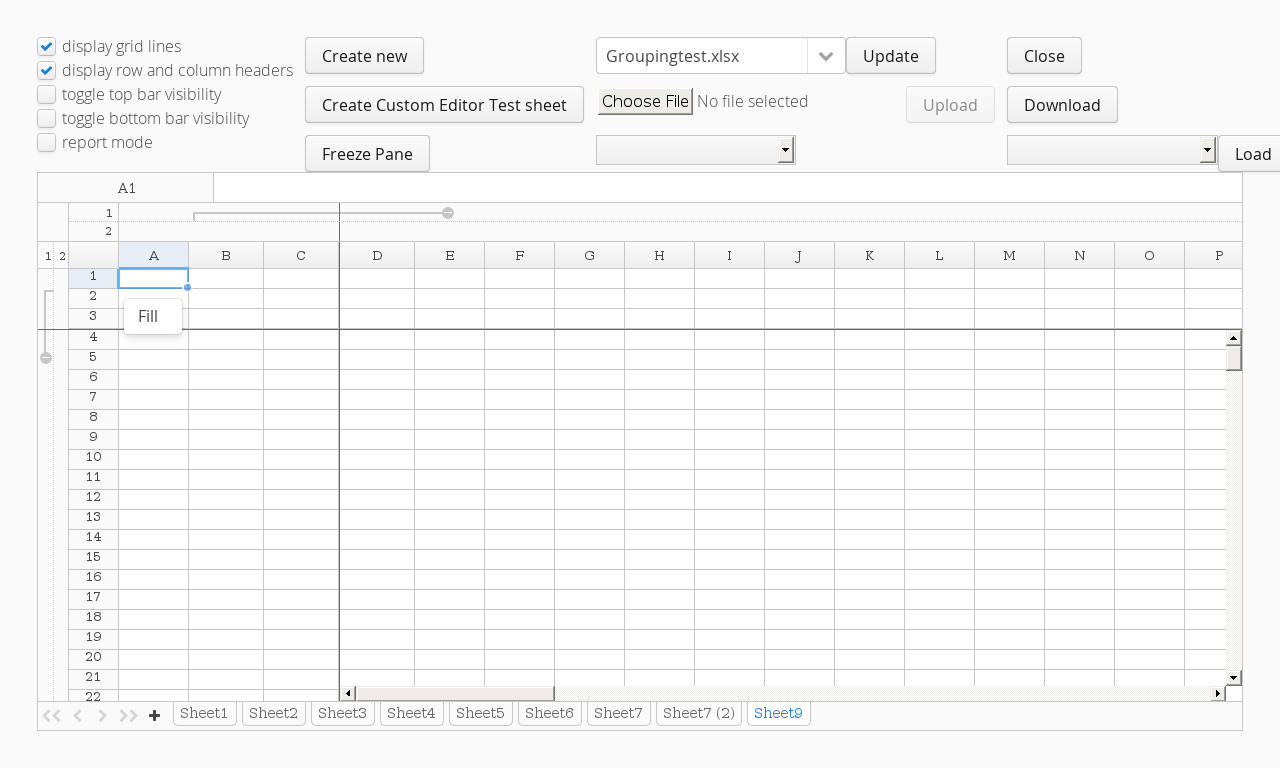 display grid lines
display row and column headers
toggle top bar visibility
toggle bottom bar visibility
report mode
Create new
Groupingtest.xlsx
Update
Close
Create Custom Editor Test sheet
Choose File No file selected
Upload
Download
Freeze Pane
Load
A1
1
2
1 2
A B C D E F G H I J K L M N O P
1
2
3
Fill
4
5
6
7
8
9
10
11
12
13
14
15
16
17
18
19
20
21
22
Sheet1 Sheet2 Sheet3 Sheet4 Sheet5 Sheet6 Sheet7 Sheet7 (2) Sheet9